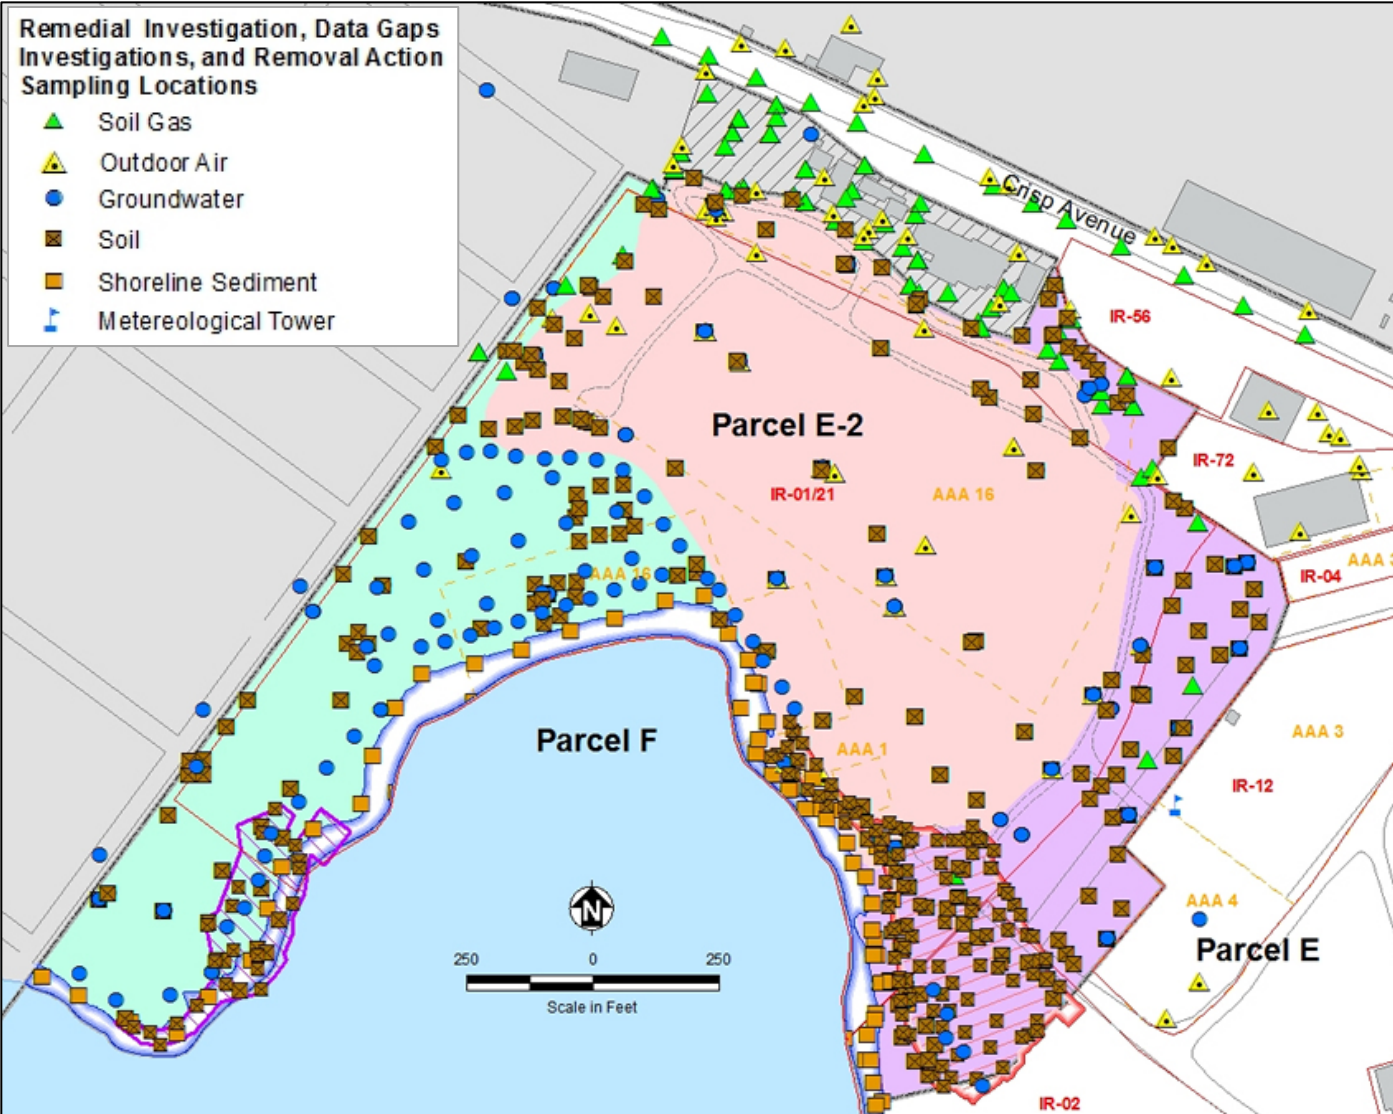 Remedial Investigation, Data Gaps
Investigations, and Removal Action
Sampling Locations
Soil Gas
Outdoor Air
Groundwater
Soil
Shoreline Sediment
Metereological Tower
Crisp Avenue
IR-56
Parcel E-2
IR-72
IR-01/21
AAA 16
AAA 16
AAA 3
IR-04
Parcel F
AAA 1
AAA 3
IR-12
AAA 4
N
Parcel E
250 0 250
Scale in Feet
IR-02